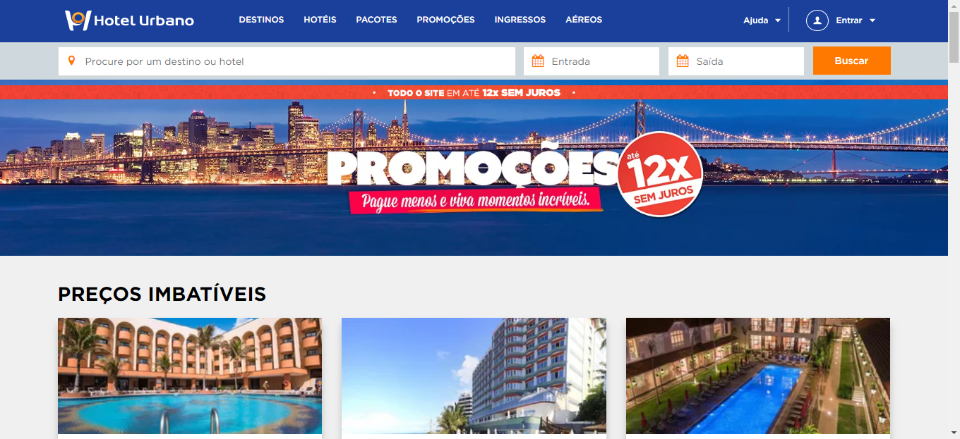 Hotel Urbano
DESTINOS HOTÉIS PACOTES PROMOÇÕES INGRESSOS AÉREOS
Ajuda Entrar
Procure por um destino ou hotel
Entrada
Saída
Buscar
• TODO O SITE EM ATÉ 12x SEM JUROS •
PROMOÇÕES
Pague menos e viva momentos incríveis.
até
12x
SEM JUROS
PREÇOS IMBATÍVEIS